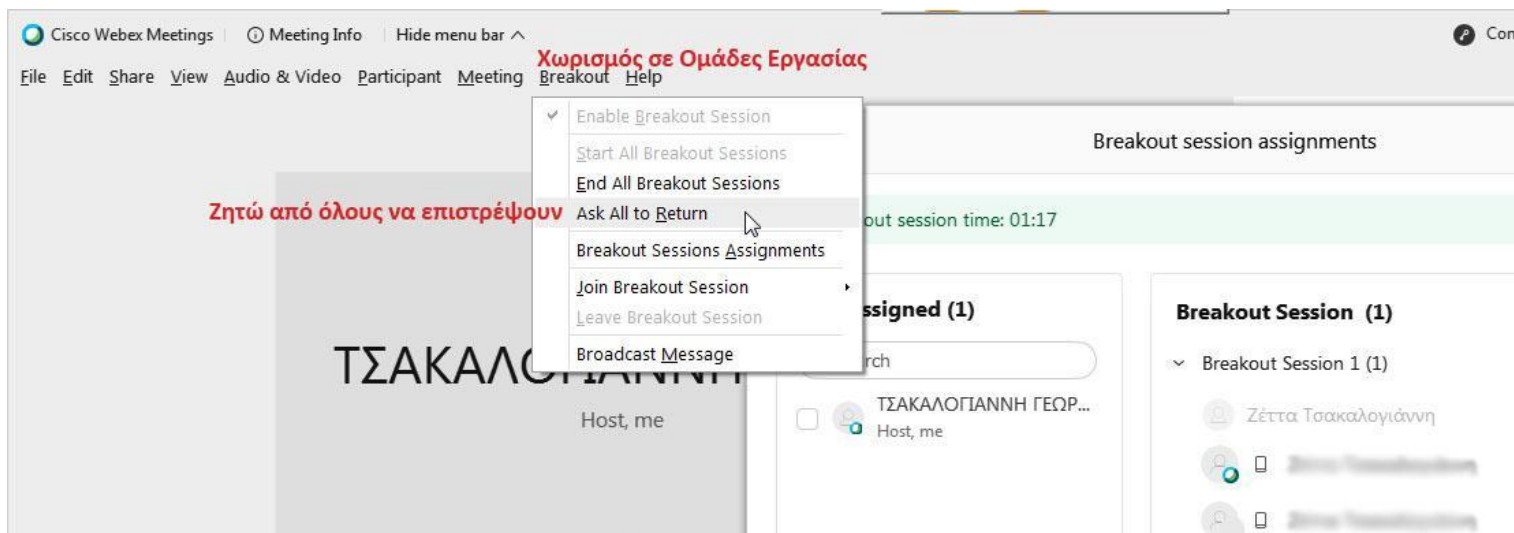 Cisco Webex Meetings Meeting Info Hide menu bar
Χωρισμός σε Ομάδες Εργασίας
File Edit Share View Audio & Video Participant Meeting Breakout Help
Enable Breakout Session
Start All Breakout Sessions
End All Breakout Sessions
Ζητώ από όλους να επιστρέψουν
Ask All to Return
Breakout Sessions Assignments
Join Breakout Session
Leave Breakout Session
Broadcast Message
Host, me
Breakout session assignments
out session time: 01:17
ssigned (1)
rch
ΤΣΑΚΑΛΟΓΙΑΝΝΗ ΓΕΩΡ...
Host, me
Breakout Session (1)
Breakout Session 1 (1)
Ζέττα Τσακαλογιάννη